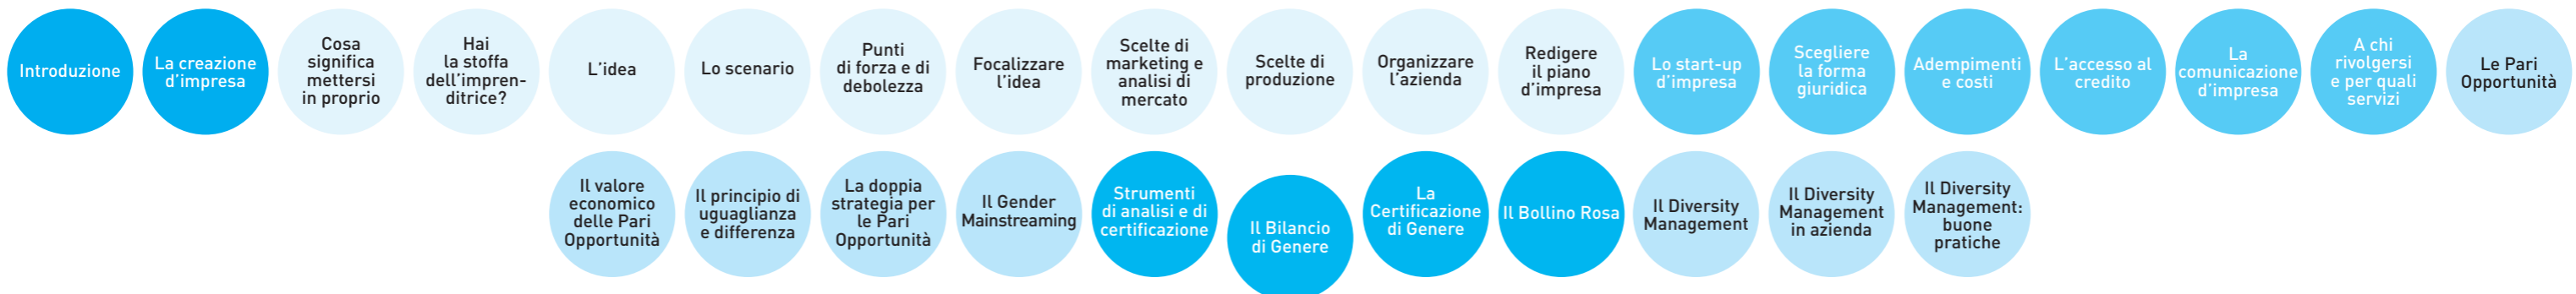 Introduzione
La creazione
d’impresa
Cosa
significa
mettersi
in proprio
Hai
la stoffa
dell’impren-
ditrice?
L’idea
Lo scenario
Punti
di forza e di
debolezza
Focalizzare
l’idea
Scelte di
marketing e
analisi di
mercato
Scelte di
produzione
Organizzare
l’azienda
Redigere
il piano
d’impresa
Lo start-up
d’impresa
Scegliere
la forma
giuridica
Adempimenti
e costi
L’accesso al
credito
La
comunicazione
d’impresa
A chi
rivolgersi
e per quali
servizi
Le Pari
Opportunità
Il valore
economico
delle Pari
Opportunità
Il principio di
uguaglianza
e differenza
La doppia
strategia per
le Pari
Opportunità
Il Gender
Mainstreaming
Strumenti
di analisi e di
certificazione
Il Bilancio
di Genere
La
Certificazione
di Genere
Il Bollino Rosa
Il Diversity
Management
Il Diversity
Management
in azienda
Il Diversity
Management:
buone
pratiche